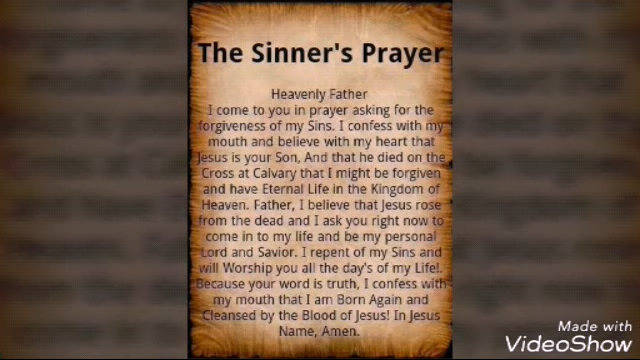 The Sinner's Prayer
Heavenly Father
I come to you in prayer asking for the
forgiveness of my Sins. I confess with my
mouth and believe with my heart that
Jesus is your Son, And that he died on the
Cross at Calvary that I might be forgiven
and have Eternal Life in the Kingdom of
Heaven. Father, I believe that Jesus rose
from the dead and I ask you right now to
come in to my life and be my personal
Lord and Savior. I repent of my Sins and
will Worship you all the day's of my Life!.
Because your word is truth, I confess with
my mouth that I am Born Again and
Cleansed by the Blood of Jesus! In Jesus
Name, Amen.
Made with
VideoShow